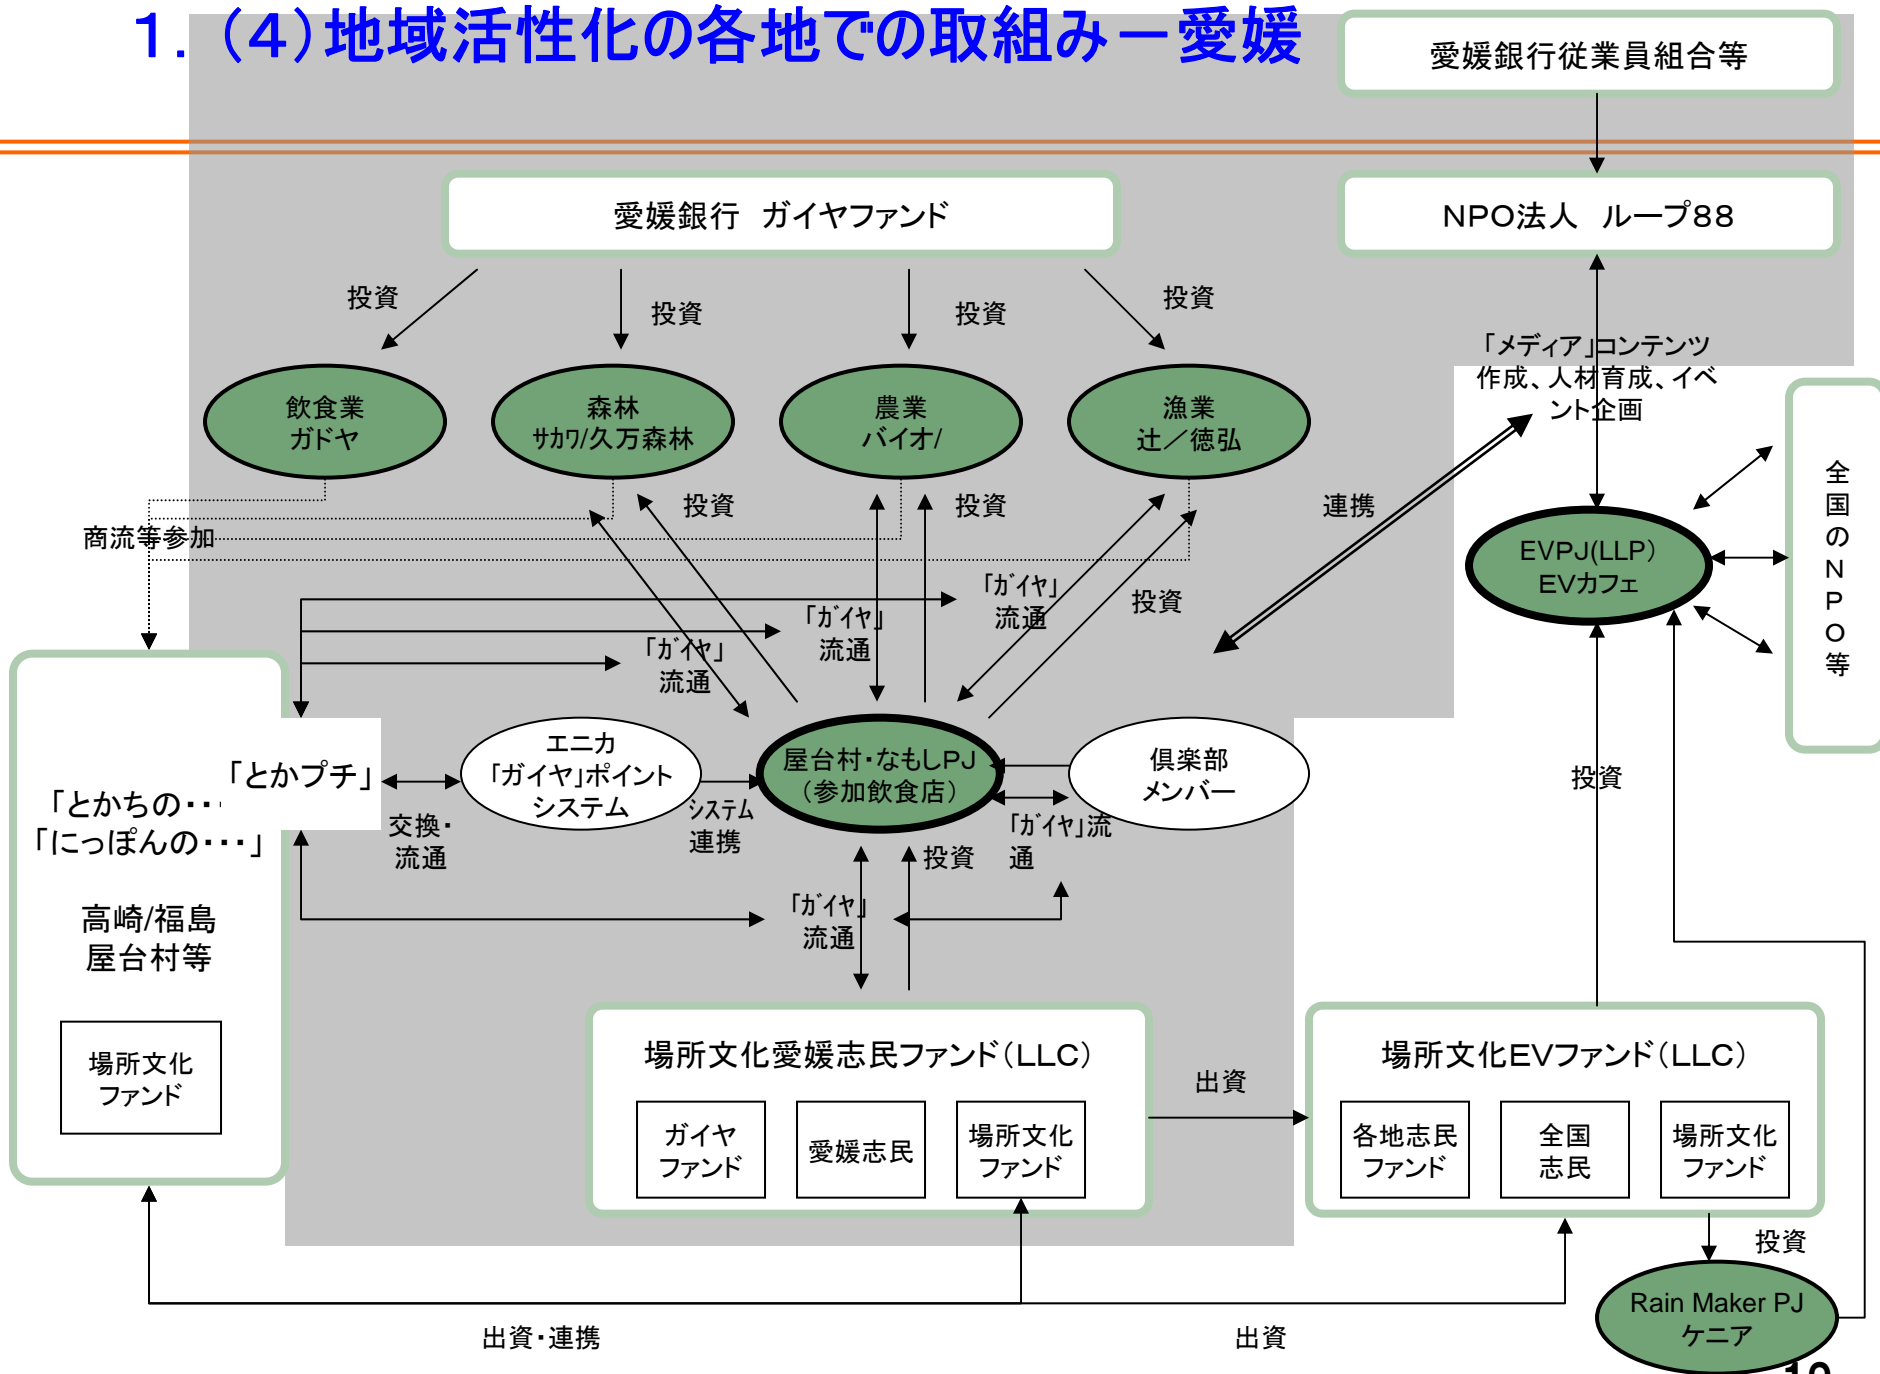 １．（４）地域活性化の各地での取組み－愛媛
愛媛銀行従業員組合等
愛媛銀行　ガイヤファンド
NPO法人　ループ88
投資
投資
投資
投資
「メディア」コンテンツ
作成、人材育成、イベ
ント企画
飲食業
ガドヤ
森林
サカワ/久万森林
農業
バイオ/
漁業
辻／徳弘
全
国
の
N
P
O
等
投資
投資
連携
商流等参加
EVPJ(LLP)
EVカフェ
「ガイヤ」
流通
投資
「ガイヤ」
流通
「ガイヤ」
流通
「とかプチ」
エニカ
「ガイヤ」ポイント
システム
屋台村・なもしPJ
（参加飲食店）
倶楽部
メンバー
投資
「とかちの・・・
「にっぽんの・・・」
交換・
流通
システム
連携
「ガイヤ」流
通
投資
高崎/福島
屋台村等
「ガイヤ」
流通
場所文化
ファンド
場所文化愛媛志民ファンド（LLC）
出資
場所文化EVファンド（LLC）
ガイヤ
ファンド
愛媛志民
場所文化
ファンド
各地志民
ファンド
全国
志民
場所文化
ファンド
投資
Rain Maker PJ
ケニア
出資・連携
出資